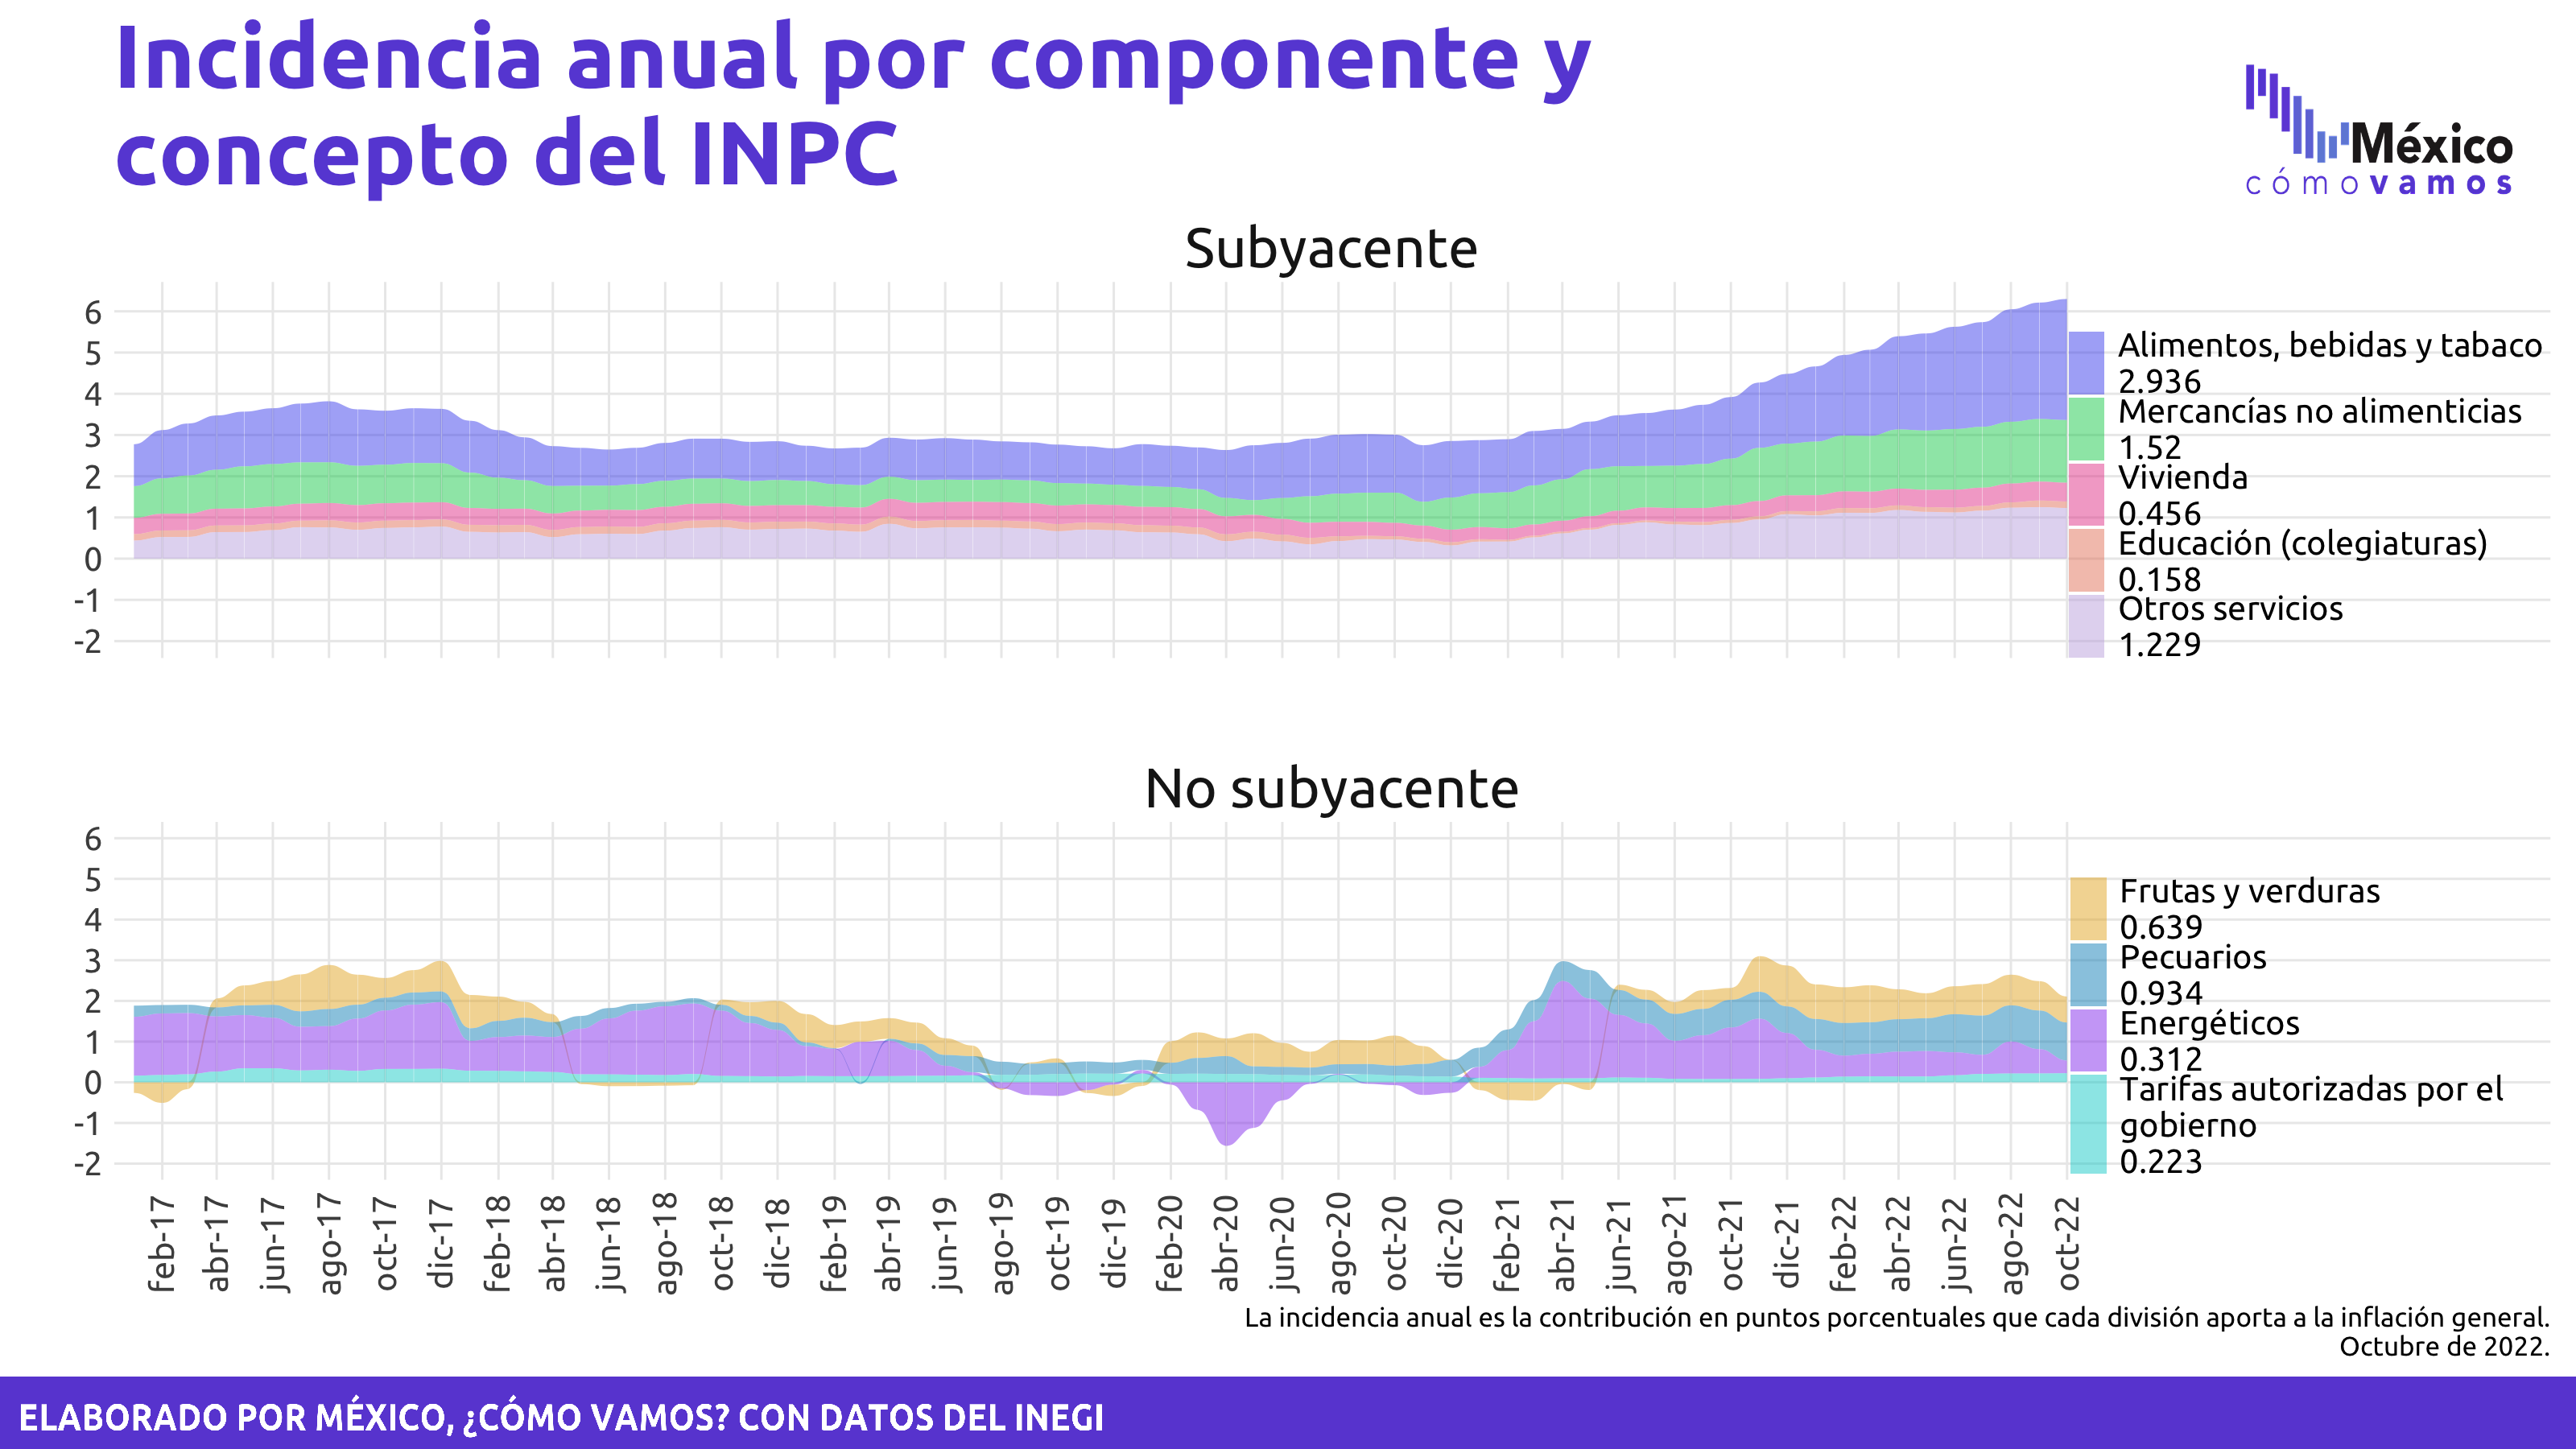 Incidencia anual por componente y
concepto del INPC
México
cómo vamos
Subyacente
6
5
4
3
2
1
0
-1
-2
Alimentos, bebidas y tabaco
2.936
Mercancías no alimenticias
1.52
Vivienda
0.456
Educación (colegiaturas)
0.158
Otros servicios
1.229
No subyacente
6
5
4
3
2
1
0
-1
-2
Frutas y verduras
0.639
Pecuarios
0.934
Energéticos
0.312
Tarifas autorizadas por el
gobierno
0.223
feb-17
abr-17
jun-17
ago-17
oct-17
dic-17
feb-18
abr-18
jun-18
ago-18
oct-18
dic-18
feb-19
abr-19
jun-19
ago-19
oct-19
dic-19
feb-20
abr-20
jun-20
ago-20
oct-20
dic-20
feb-21
abr-21
jun-21
ago-21
oct-21
dic-21
feb-22
abr-22
jun-22
ago-22
oct-22
La incidencia anual es la contribución en puntos porcentuales que cada división aporta a la inflación general.
Octubre de 2022.
ELABORADO POR MÉXICO, ¿CÓMO VAMOS? CON DATOS DEL INEGI